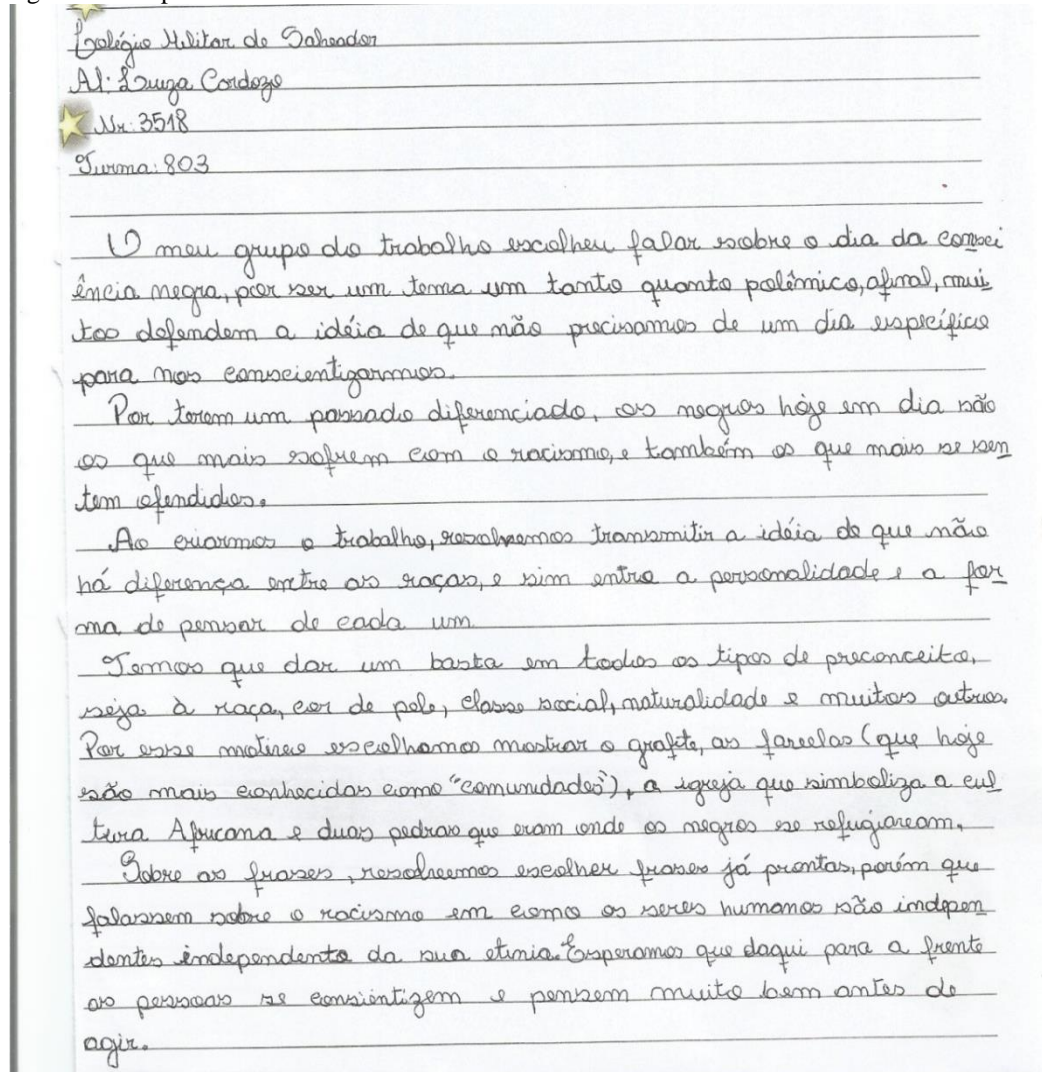 Colégio Militar de Salvador
Al: Luiza Cardozo
Nr: 3518
Turma: 803
O meu grupo do trabalho escolheu falar sobre o dia da consci
ência negra, por ser um tema um tanto quanto polêmico, afinal, mui
tos defendem a idéia de que não precisamos de um dia específico
para nos conscientizarmos.
Por terem um passado diferenciado, os negros hoje em dia são
os que mais sofrem com o racismo, e também os que mais se sen
tem ofendidos.
Ao criarmos o trabalho, resolvemos transmitir a idéia de que não
há diferença entre as raças, e sim entre a personalidade e a for
ma de pensar de cada um
Temos que dar um basta em todos os tipos de preconceito,
seja à raça, cor de pele, classe social, naturalidade e muitos outros.
Por esse motivo escolhemos mostrar o grafite, as favelas (que hoje
são mais conhecidas como "comunidades"), a igreja que simboliza a cul
tura Africana e duas pedras que eram onde os negros se refugiavam.
Sobre as frases, resolvemos escolher frases já prontas, porém que
falassem sobre o racismo em como os seres humanos são indepen
dentes independente da sua etinia. Esperamos que daqui para a frente
as pessoas se consientizem e pensem muito bem antes de
agir.